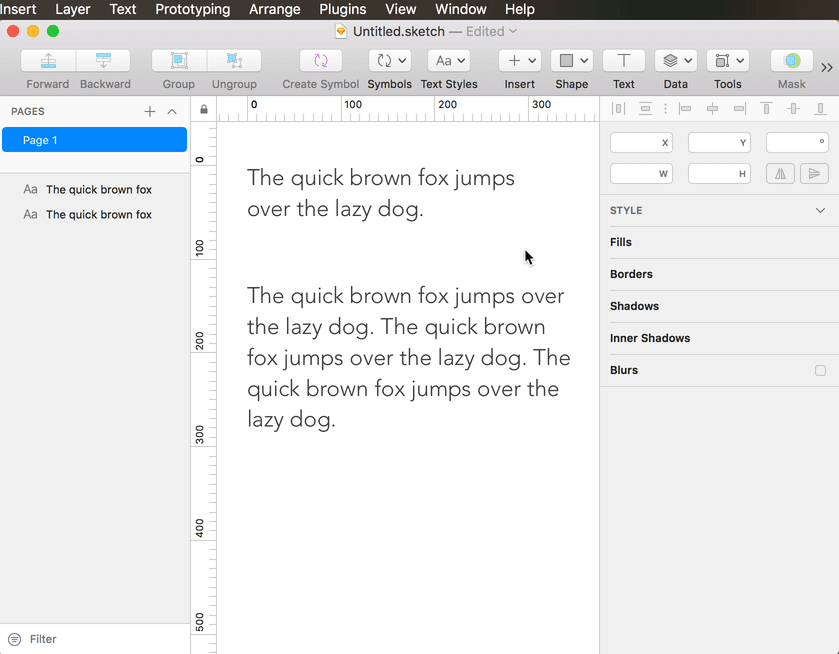 Insert Layer Text Prototyping Arrange Plugins View Window Help
Untitled.sketch — Edited
Forward Backward Group Ungroup Create Symbol Symbols Text Styles Insert Shape Text Data Tools Mask
Aa
T
PAGES
Page 1
Aa The quick brown fox
Aa The quick brown fox
Filter
0 100 200 300
0
100
200
300
400
500
The quick brown fox jumps
over the lazy dog.
The quick brown fox jumps over
the lazy dog. The quick brown
fox jumps over the lazy dog. The
quick brown fox jumps over the
lazy dog.
X Y °
W H
STYLE
Fills
Borders
Shadows
Inner Shadows
Blurs